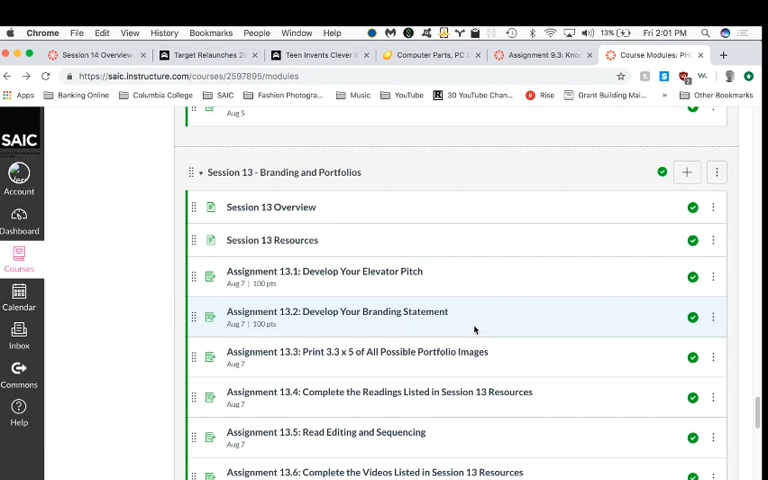 Chrome File Edit View History Bookmarks People Window Help 13% Fri 2:01 PM
Session 14 Overview Target Relaunches 20 Teen Invents Clever Computer Parts, PC Assignment 9.3: Kno Course Modules: PH
https://saic.instructure.com/courses/2597895/modules
Apps Banking Online Columbia College SAIC Fashion Photogra... Music YouTube 30 YouTube Chan... Rise Grant Building Mai... » Other Bookmarks
Aug 5
SAIC
Account
Dashboard
Courses
Calendar
Inbox
Commons
Help
Session 13 - Branding and Portfolios
Session 13 Overview
Session 13 Resources
Assignment 13.1: Develop Your Elevator Pitch
Aug 7 | 100 pts
Assignment 13.2: Develop Your Branding Statement
Aug 7 | 100 pts
Assignment 13.3: Print 3.3 x 5 of All Possible Portfolio Images
Aug 7
Assignment 13.4: Complete the Readings Listed in Session 13 Resources
Aug 7
Assignment 13.5: Read Editing and Sequencing
Aug 7
Assignment 13.6: Complete the Videos Listed in Session 13 Resources